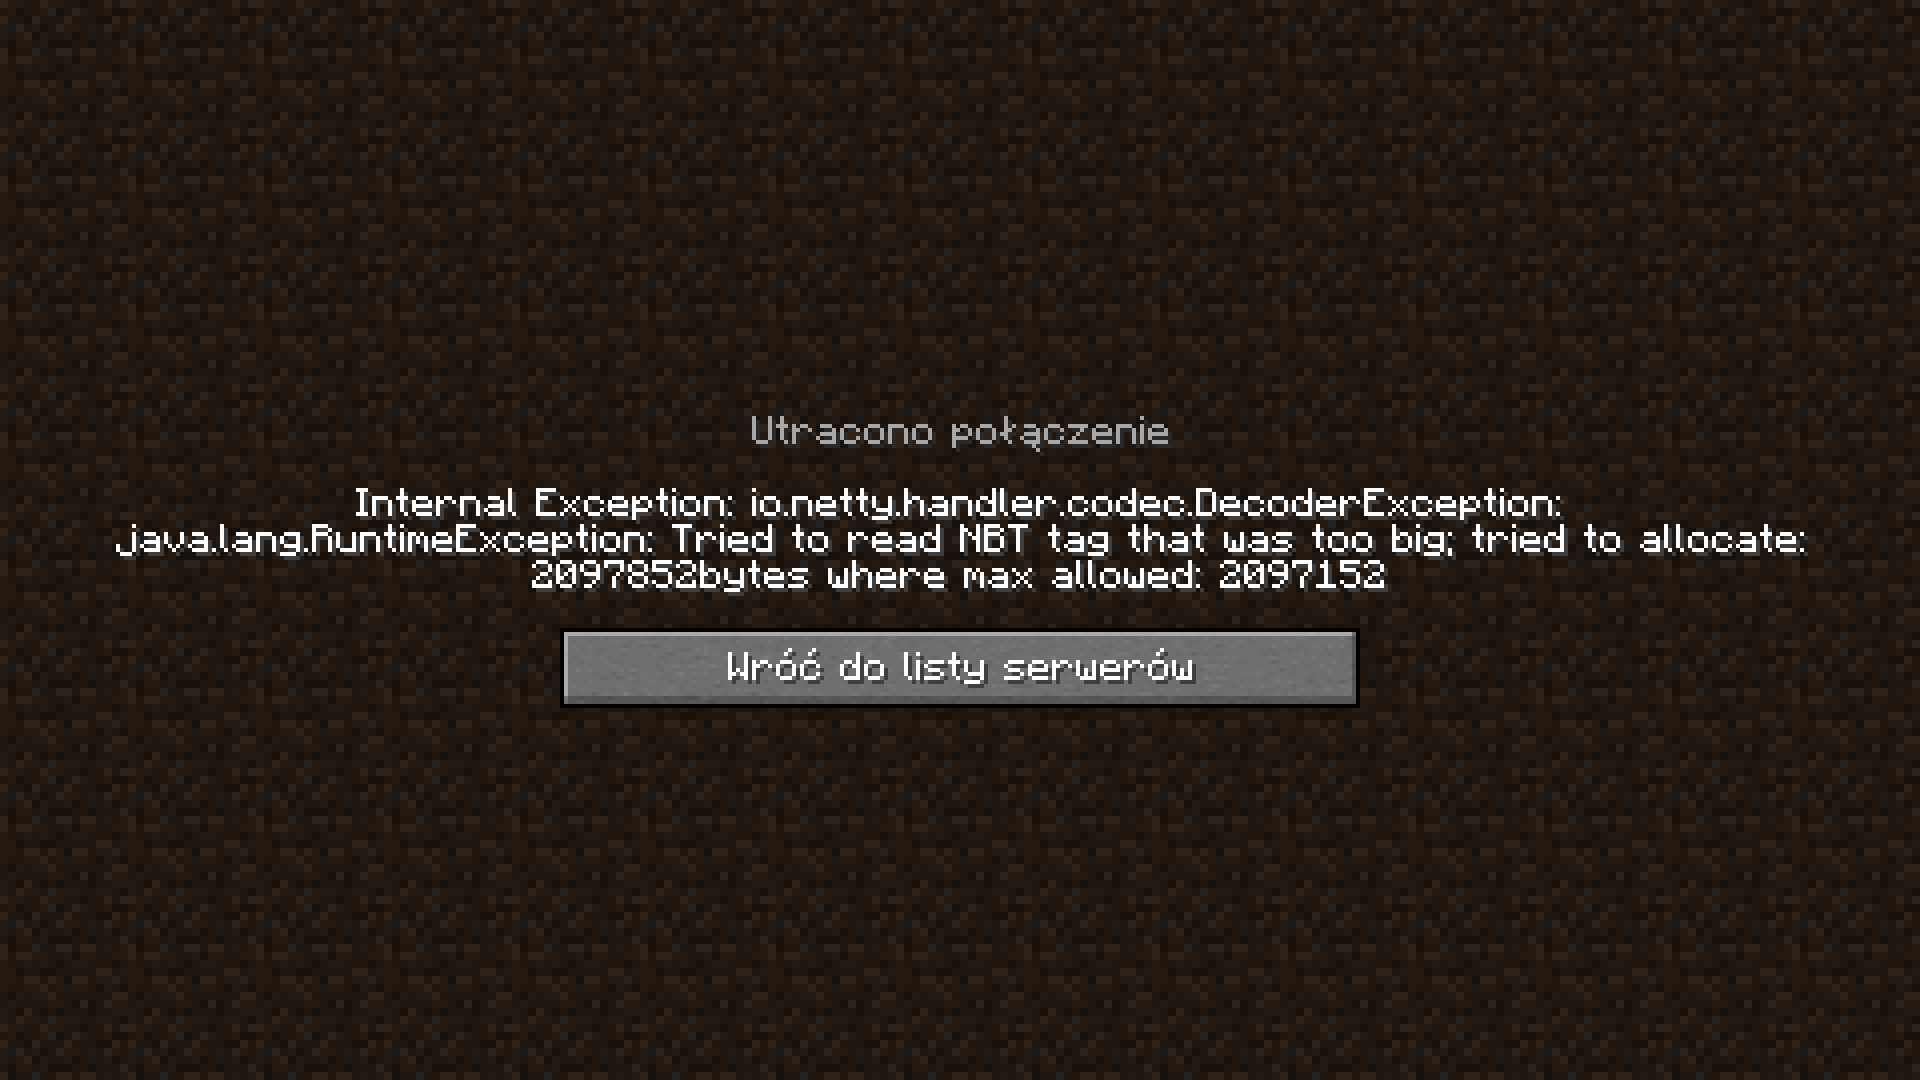 Utracono połączenie
Internal Exception: io.netty.handler.codec.DecoderException:
java.lang.RuntimeException: Tried to read NBT tag that was too big; tried to allocate:
2097852bytes where max allowed: 2097152
Wróć do listy serwerów